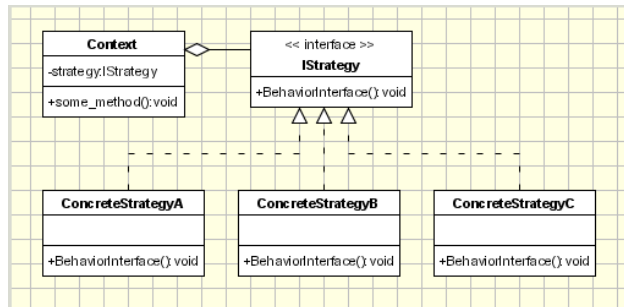 Context
-strategy:IStrategy
+some_method():void
<< interface >>
IStrategy
+BehaviorInterface(): void
ConcreteStrategyA
+BehaviorInterface(): void
ConcreteStrategyB
+BehaviorInterface(): void
ConcreteStrategyC
+BehaviorInterface(): void